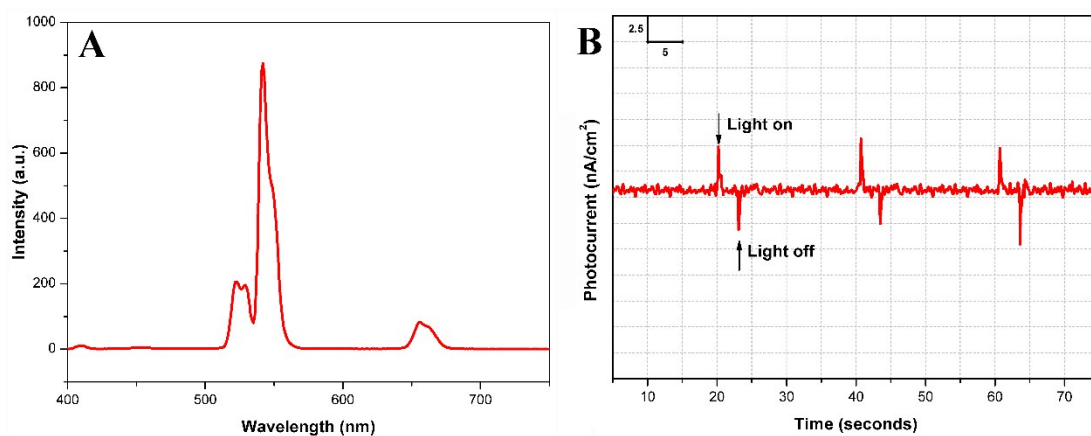 A
1000
800
600
400
200
0
Intensity (a.u.)
400 500 600 700
Wavelength (nm)
B
2.5
5
Light on
Light off
Photocurrent (nA/cm²)
10 20 30 40 50 60 70
Time (seconds)